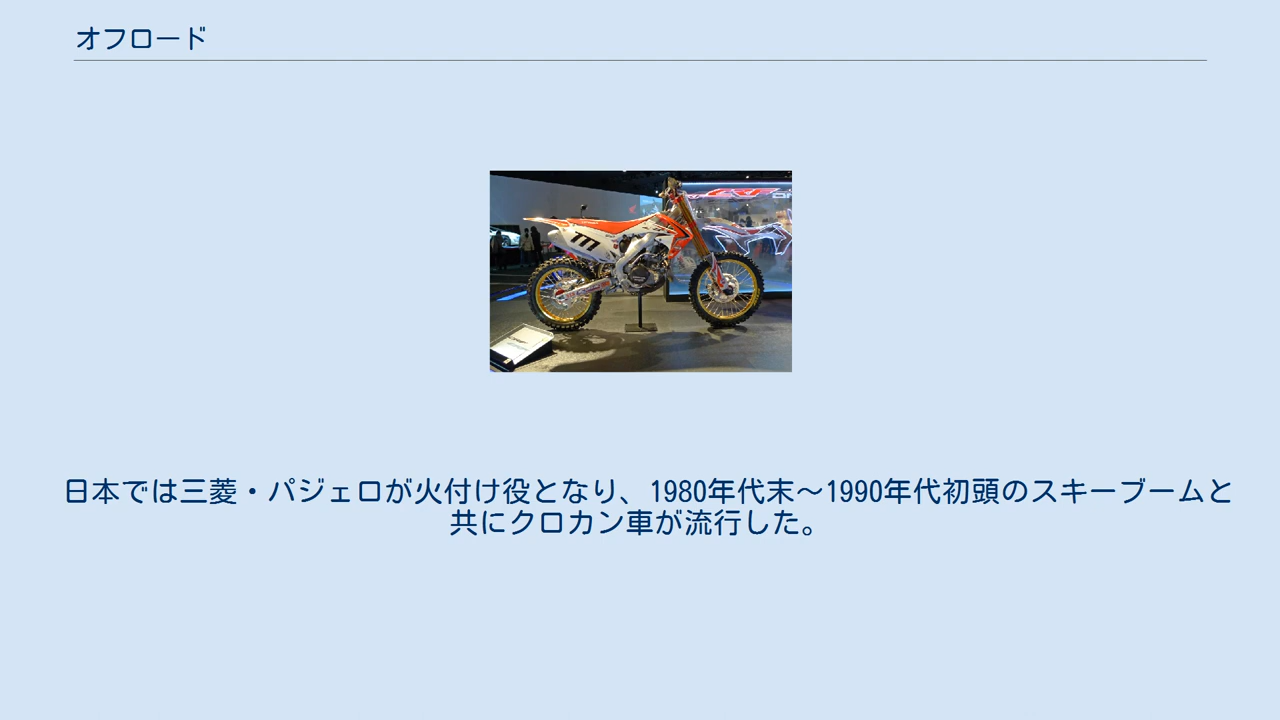 オフロード
777
日本では三菱・パジェロが火付け役となり、1980年代末～1990年代初頭のスキーブームと
共にクロカン車が流行した。